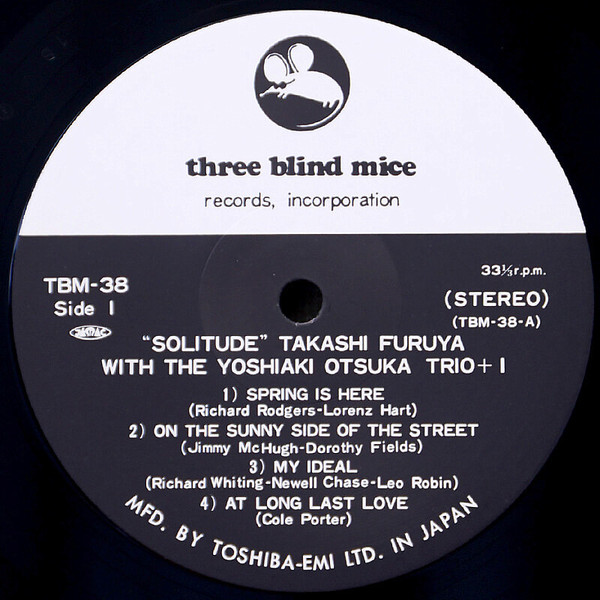 three blind mice
records, incorporation
TBM-38
33⅓ r.p.m.
Side 1
(STEREO)
JASRAC
(TBM-38-A)
"SOLITUDE" TAKASHI FURUYA
WITH THE YOSHIAKI OTSUKA TRIO+1
1) SPRING IS HERE
(Richard Rodgers-Lorenz Hart)
2) ON THE SUNNY SIDE OF THE STREET
(Jimmy McHugh-Dorothy Fields)
3) MY IDEAL
(Richard Whiting-Newell Chase-Leo Robin)
4) AT LONG LAST LOVE
(Cole Porter)
MFD. BY TOSHIBA-EMI LTD. IN JAPAN